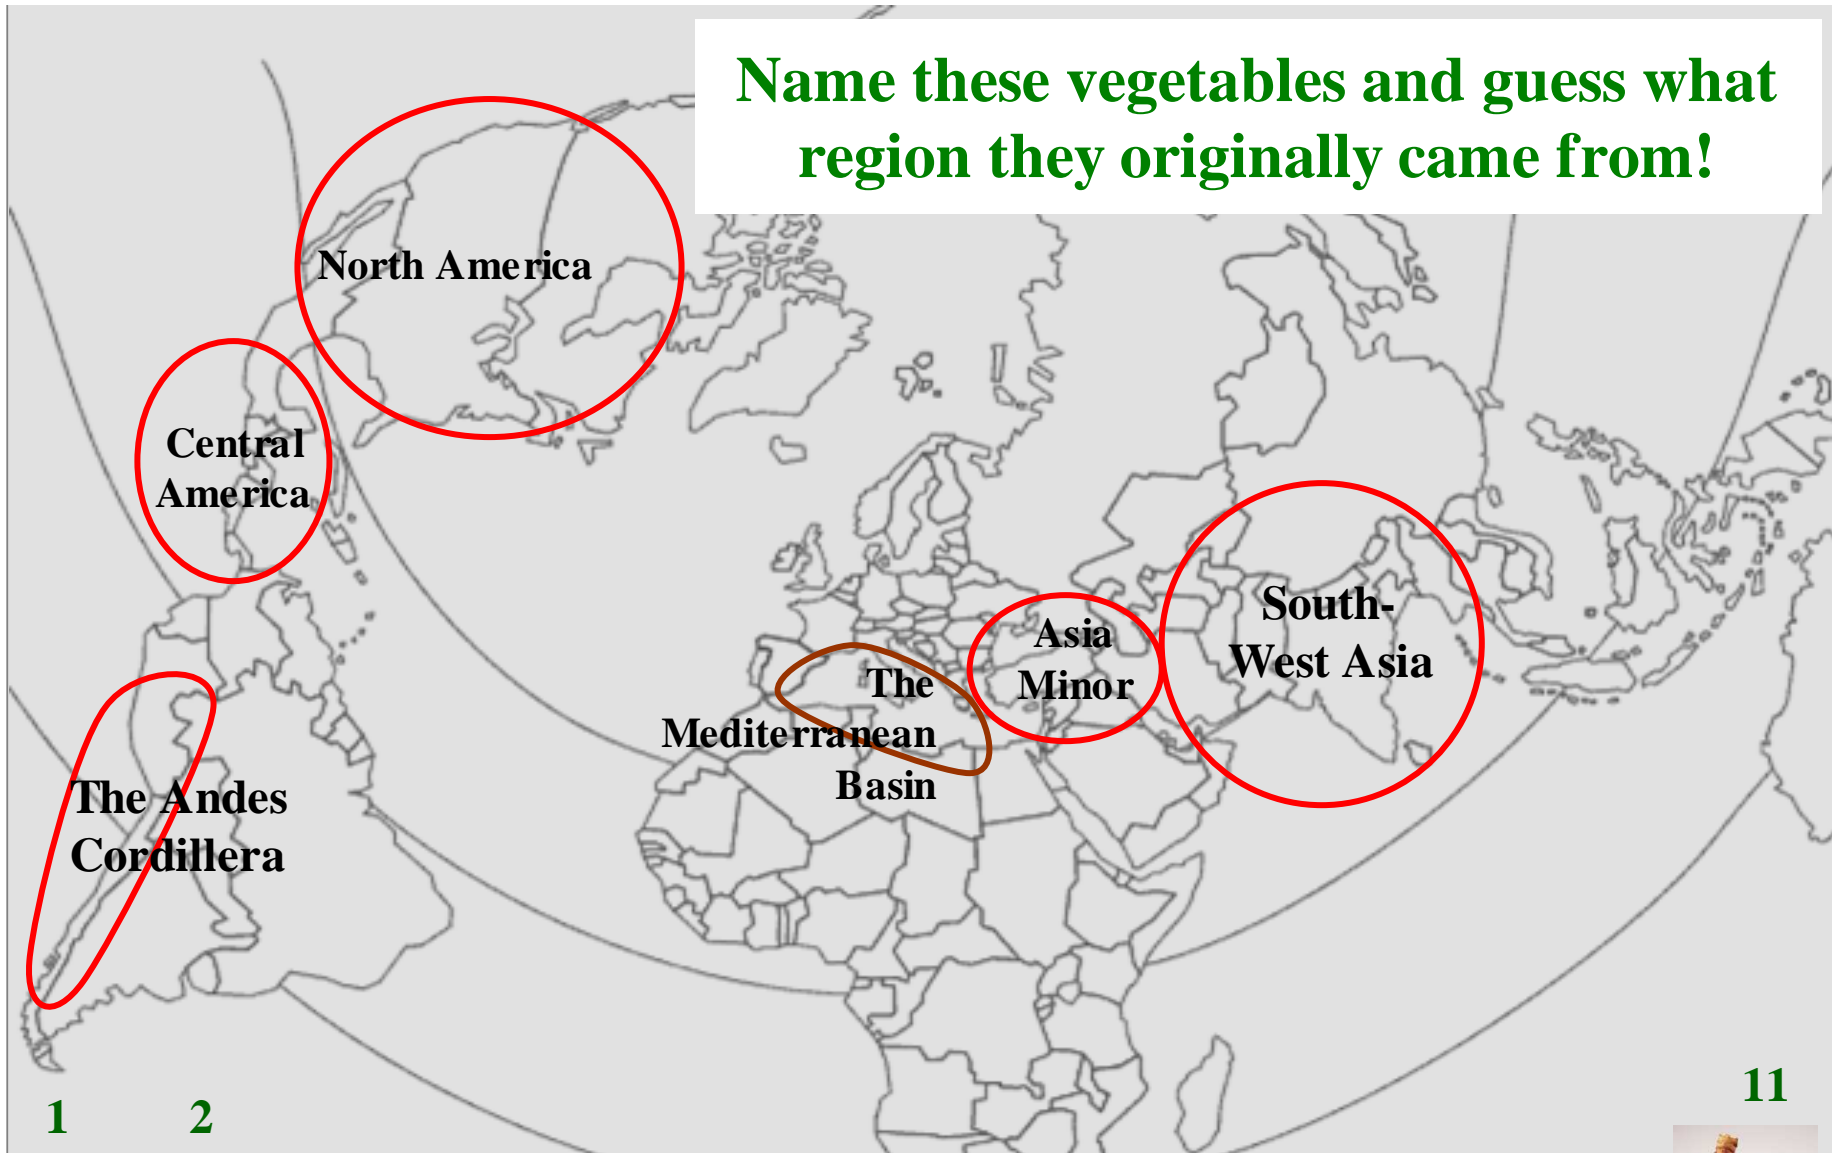 Name these vegetables and guess what
region they originally came from!
North America
Central
America
South-
West Asia
Asia
Minor
The
Mediterranean
Basin
The Andes
Cordillera
1
2
11